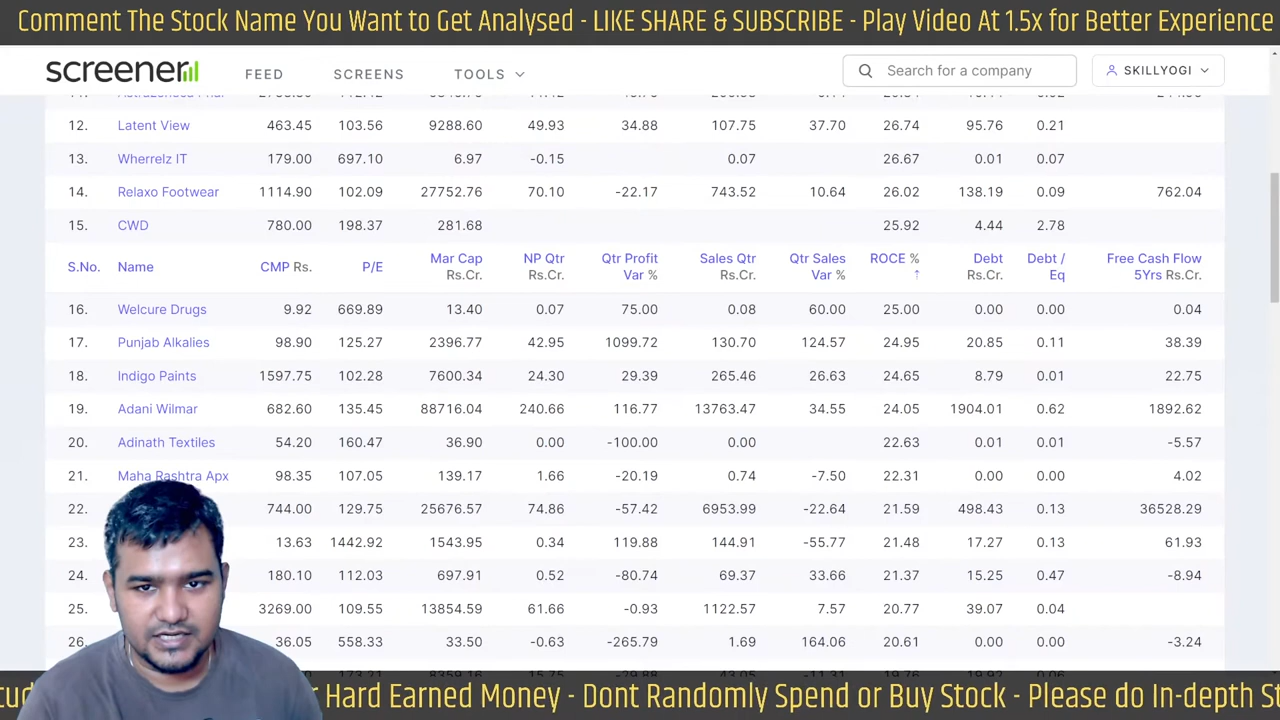 Comment The Stock Name You Want to Get Analysed - LIKE SHARE & SUBSCRIBE - Play Video At 1.5x for Better Experience
screener FEED SCREENS TOOLS Search for a company SKILLYOGI
12. Latent View 463.45 103.56 9288.60 49.93 34.88 107.75 37.70 26.74 95.76 0.21
13. Wherrelz IT 179.00 697.10 6.97 -0.15 0.07 26.67 0.01 0.07
14. Relaxo Footwear 1114.90 102.09 27752.76 70.10 -22.17 743.52 10.64 26.02 138.19 0.09 762.04
15. CWD 780.00 198.37 281.68 25.92 4.44 2.78
S.No. Name CMP Rs. P/E Mar Cap Rs.Cr. NP Qtr Rs.Cr. Qtr Profit Var % Sales Qtr Rs.Cr. Qtr Sales Var % ROCE % ↑ Debt Rs.Cr. Debt / Eq Free Cash Flow 5Yrs Rs.Cr.
16. Welcure Drugs 9.92 669.89 13.40 0.07 75.00 0.08 60.00 25.00 0.00 0.00 0.04
17. Punjab Alkalies 98.90 125.27 2396.77 42.95 1099.72 130.70 124.57 24.95 20.85 0.11 38.39
18. Indigo Paints 1597.75 102.28 7600.34 24.30 29.39 265.46 26.63 24.65 8.79 0.01 22.75
19. Adani Wilmar 682.60 135.45 88716.04 240.66 116.77 13763.47 34.55 24.05 1904.01 0.62 1892.62
20. Adinath Textiles 54.20 160.47 36.90 0.00 -100.00 0.00 22.63 0.01 0.01 -5.57
21. Maha Rashtra Apx 98.35 107.05 139.17 1.66 -20.19 0.74 -7.50 22.31 0.00 0.00 4.02
22. 744.00 129.75 25676.57 74.86 -57.42 6953.99 -22.64 21.59 498.43 0.13 36528.29
23. 13.63 1442.92 1543.95 0.34 119.88 144.91 -55.77 21.48 17.27 0.13 61.93
24. 180.10 112.03 697.91 0.52 -80.74 69.37 33.66 21.37 15.25 0.47 -8.94
25. 3269.00 109.55 13854.59 61.66 -0.93 1122.57 7.57 20.77 39.07 0.04
26. 36.05 558.33 33.50 -0.63 -265.79 1.69 164.06 20.61 0.00 0.00 -3.24
Hard Earned Money - Dont Randomly Spend or Buy Stock - Please do In-depth